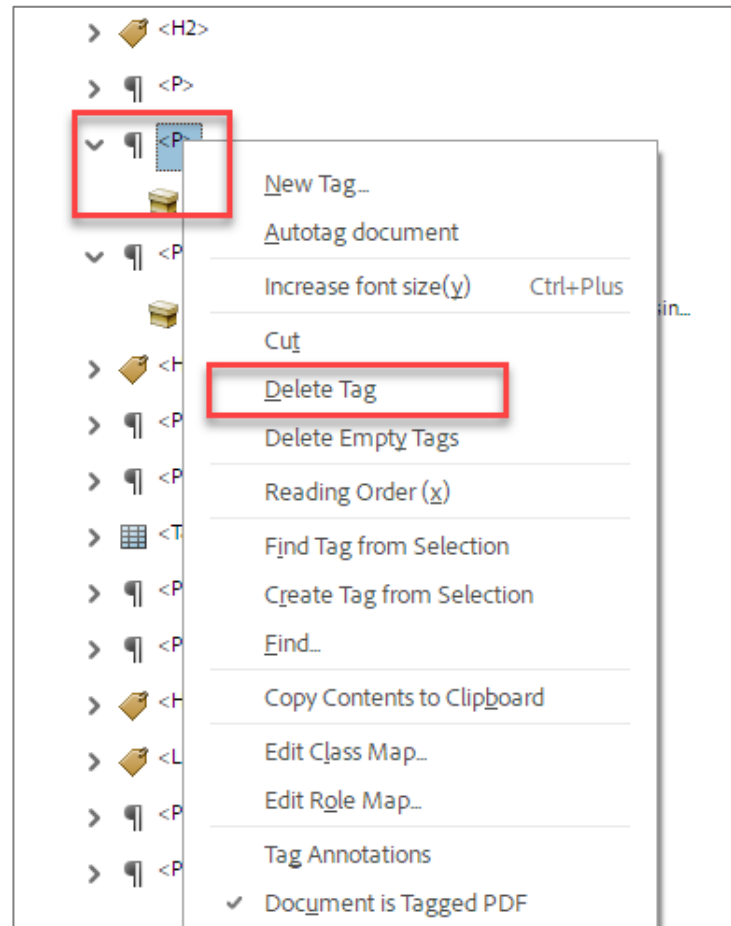 <H2>
<P>
<P>
New Tag...
Autotag document
<P
Increase font size(y) Ctrl+Plus
sin...
Cut
<H
Delete Tag
<P
Delete Empty Tags
<P
Reading Order (x)
<T
Find Tag from Selection
<P
Create Tag from Selection
<P
Find...
<H
Copy Contents to Clipboard
<L
Edit Class Map...
Edit Role Map...
<P
Tag Annotations
<P
Document is Tagged PDF